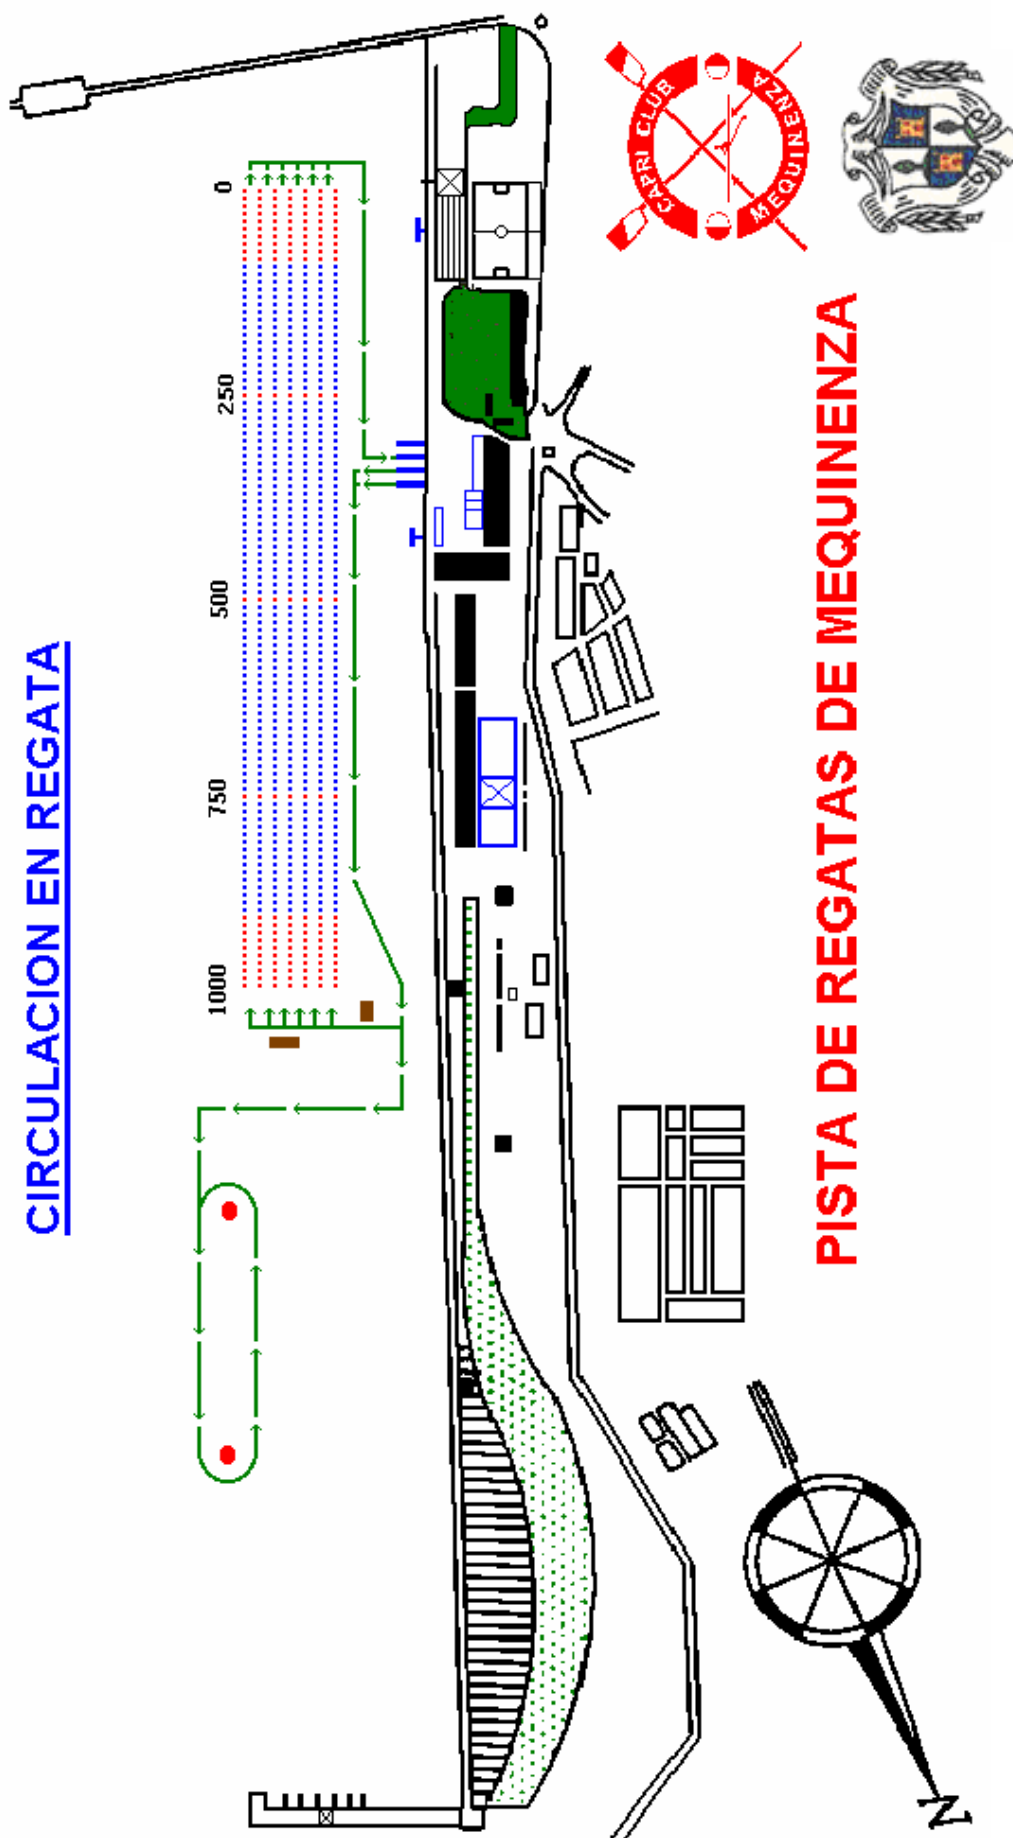 CIRCULACION EN REGATA
0
250
500
750
1000
CAPRI CLUB
MEQUINENZA
PISTA DE REGATAS DE MEQUINENZA
N